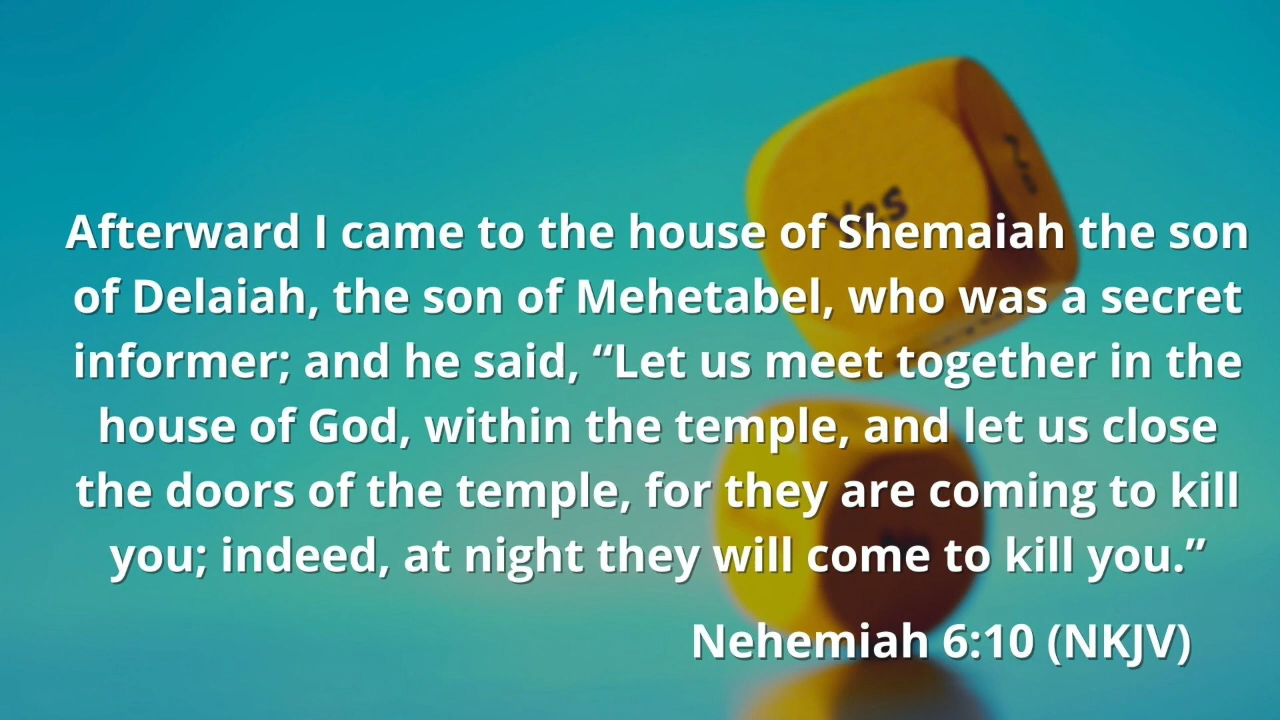 Yes
No
Afterward I came to the house of Shemaiah the son
of Delaiah, the son of Mehetabel, who was a secret
informer; and he said, “Let us meet together in the
house of God, within the temple, and let us close
the doors of the temple, for they are coming to kill
you; indeed, at night they will come to kill you.”
Nehemiah 6:10 (NKJV)